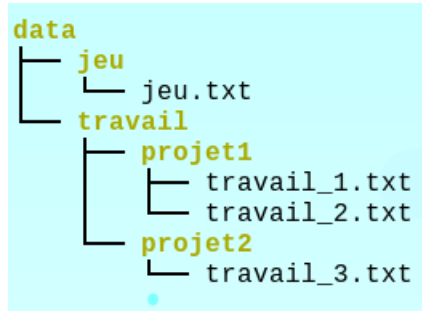 data
jeu
jeu.txt
travail
projet1
travail_1.txt
travail_2.txt
projet2
travail_3.txt